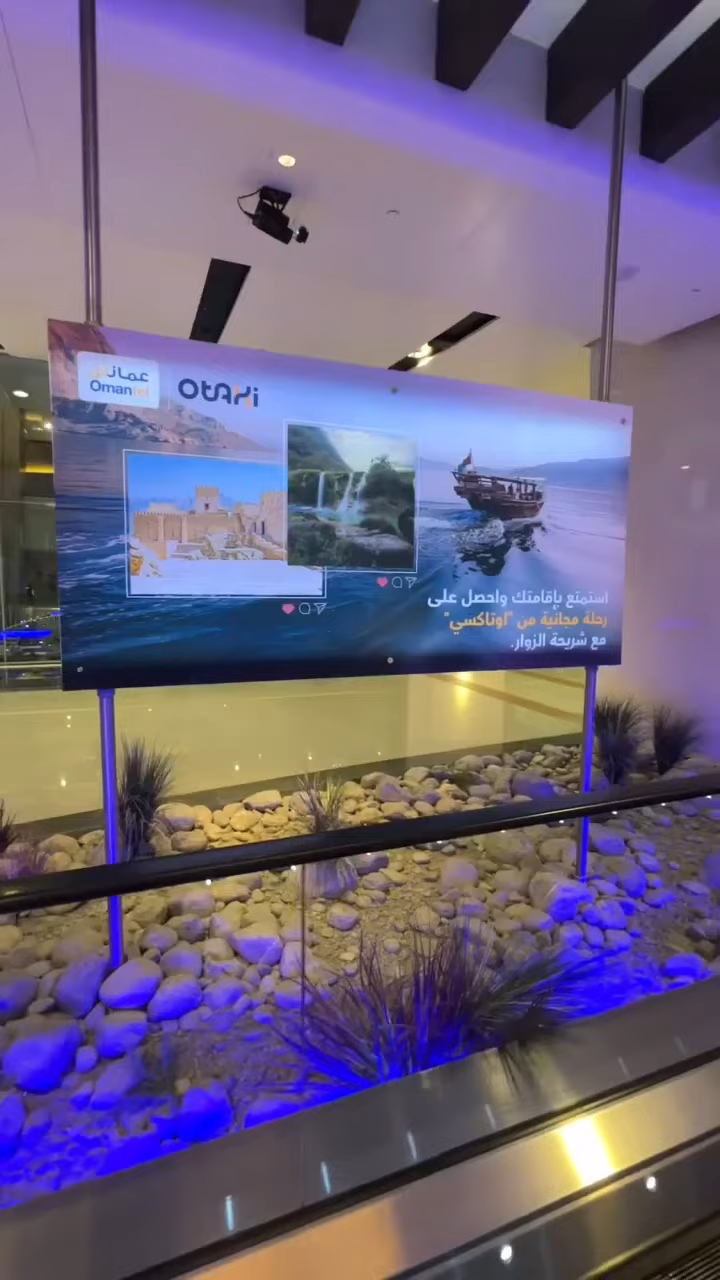 عمانتل
Omantel
OTAXI
استمتع بإقامتك واحصل على
رحلة مجانية من "أوتاكسي"
مع شريحة الزوار.